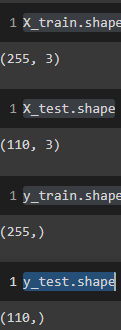 1 X_train.shape
(255, 3)
1 X_test.shape
(110, 3)
1 y_train.shape
(255,)
1 y_test.shape
(110,)